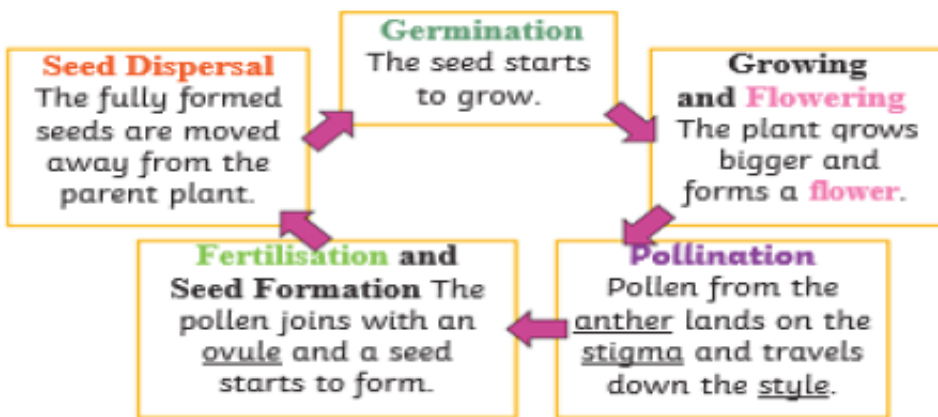 Germination
The seed starts
to grow.
Growing
and Flowering
The plant grows
bigger and
forms a flower.
Pollination
Pollen from the
anther lands on the
stigma and travels
down the style.
Fertilisation and
Seed Formation The
pollen joins with an
ovule and a seed
starts to form.
Seed Dispersal
The fully formed
seeds are moved
away from the
parent plant.